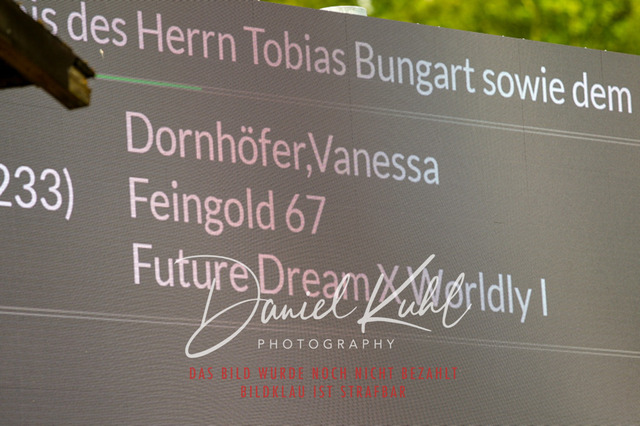 is des Herrn Tobias Bungart sowie dem
Dornhöfer,Vanessa
233)
Feingold 67
Future Dream X Worldly I
Daniel Kuhl
PHOTOGRAPHY
DAS BILD WURDE NOCH NICHT BEZAHLT
BILDKLAU IST STRAFBAR